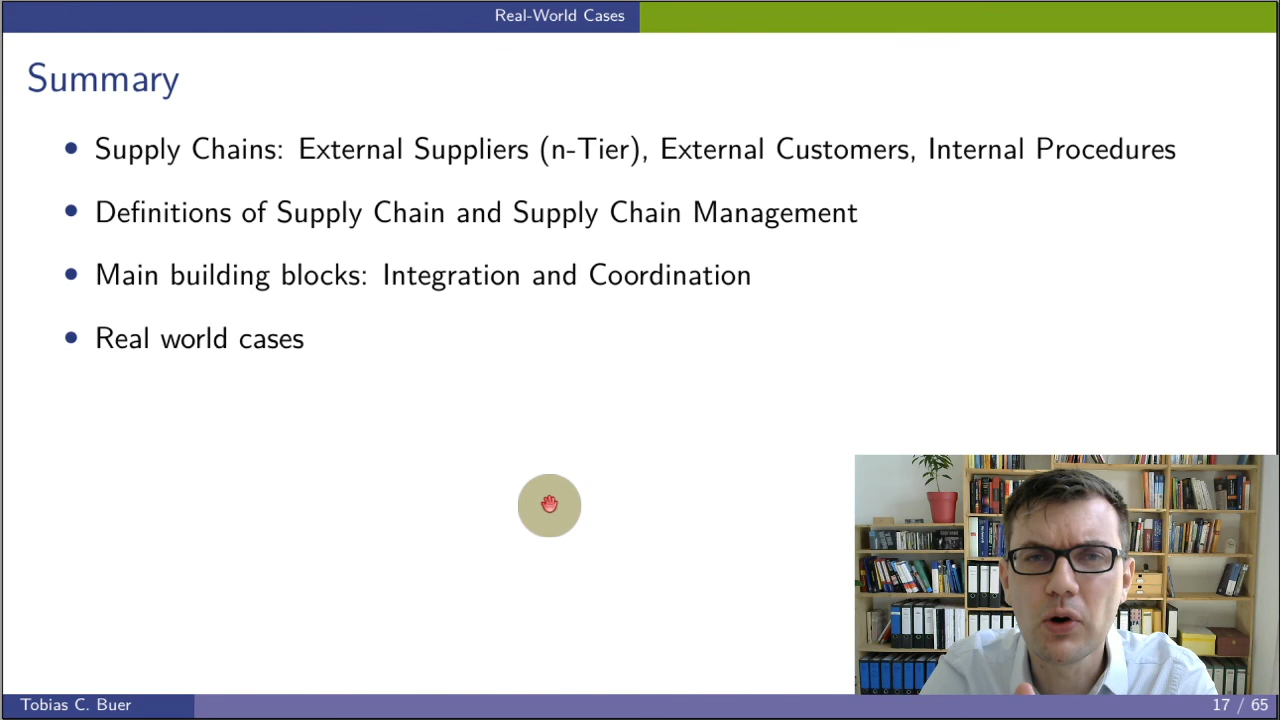 Real-World Cases
Summary
Supply Chains: External Suppliers (n-Tier), External Customers, Internal Procedures
Definitions of Supply Chain and Supply Chain Management
Main building blocks: Integration and Coordination
Real world cases
Tobias C. Buer
17 / 65